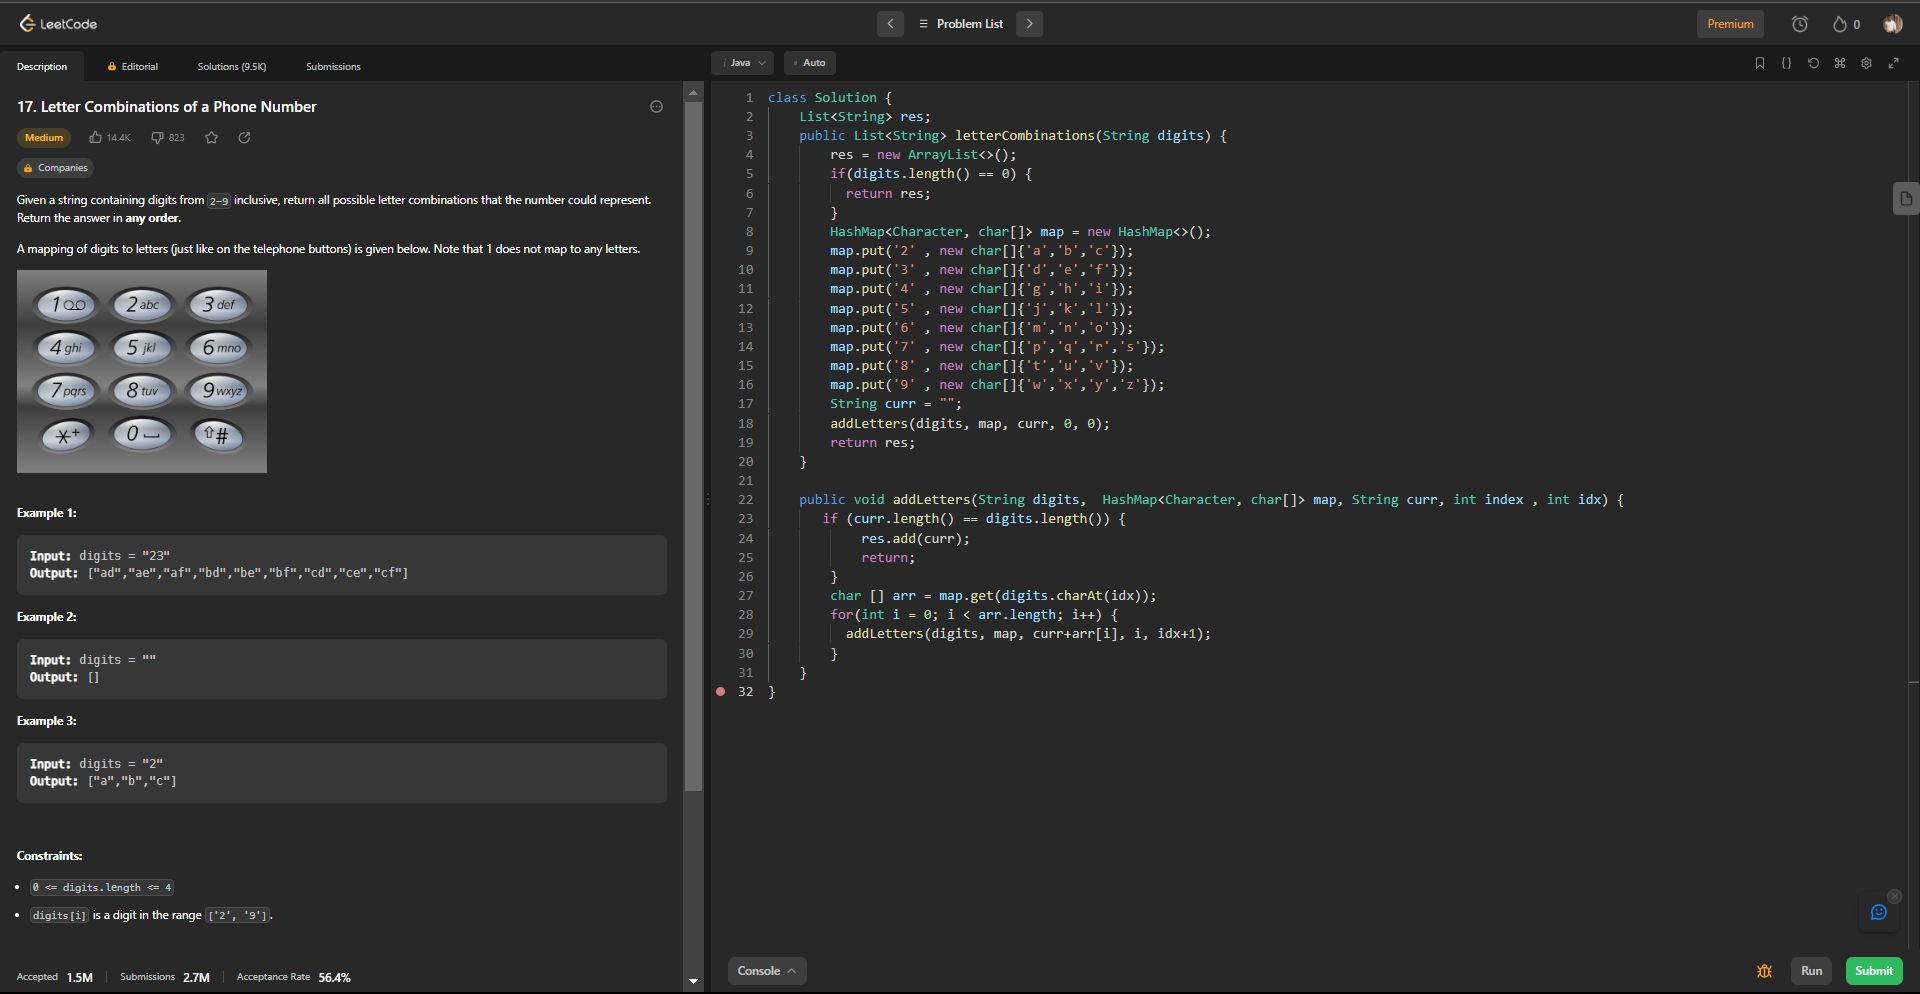 LeetCode
Problem List
Premium
0
Description
Editorial
Solutions (9.5K)
Submissions
17. Letter Combinations of a Phone Number
Medium
14.4K
823
Companies
Given a string containing digits from 2-9 inclusive, return all possible letter combinations that the number could represent.
Return the answer in any order.
A mapping of digits to letters (just like on the telephone buttons) is given below. Note that 1 does not map to any letters.
1 2 abc 3 def
4 ghi 5 jkl 6 mno
7 pqrs 8 tuv 9 wxyz
* + 0 ⇧ #
Example 1:
Input: digits = "23"
Output: ["ad","ae","af","bd","be","bf","cd","ce","cf"]
Example 2:
Input: digits = ""
Output: []
Example 3:
Input: digits = "2"
Output: ["a","b","c"]
Constraints:
• 0 <= digits.length <= 4
• digits[i] is a digit in the range ['2', '9'].
Accepted 1.5M
Submissions 2.7M
Acceptance Rate 56.4%
i Java
Auto
1 class Solution {
2 List<String> res;
3 public List<String> letterCombinations(String digits) {
4 res = new ArrayList<>();
5 if(digits.length() == 0) {
6 return res;
7 }
8 HashMap<Character, char[]> map = new HashMap<>();
9 map.put('2' , new char[]{'a','b','c'});
10 map.put('3' , new char[]{'d','e','f'});
11 map.put('4' , new char[]{'g','h','i'});
12 map.put('5' , new char[]{'j','k','l'});
13 map.put('6' , new char[]{'m','n','o'});
14 map.put('7' , new char[]{'p','q','r','s'});
15 map.put('8' , new char[]{'t','u','v'});
16 map.put('9' , new char[]{'w','x','y','z'});
17 String curr = "";
18 addLetters(digits, map, curr, 0, 0);
19 return res;
20 }
21
22 public void addLetters(String digits,  HashMap<Character, char[]> map, String curr, int index , int idx) {
23 if (curr.length() == digits.length()) {
24 res.add(curr);
25 return;
26 }
27 char [] arr = map.get(digits.charAt(idx));
28 for(int i = 0; i < arr.length; i++) {
29 addLetters(digits, map, curr+arr[i], i, idx+1);
30 }
31 }
32 }
Console
Run
Submit